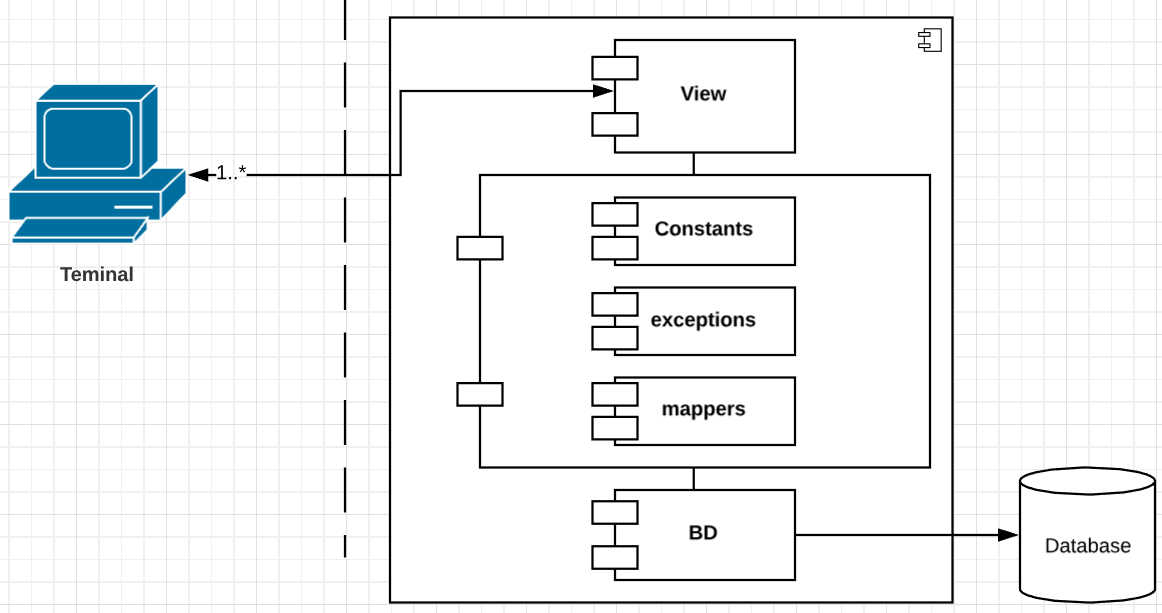 View
1..*
Constants
Teminal
exceptions
mappers
BD
Database